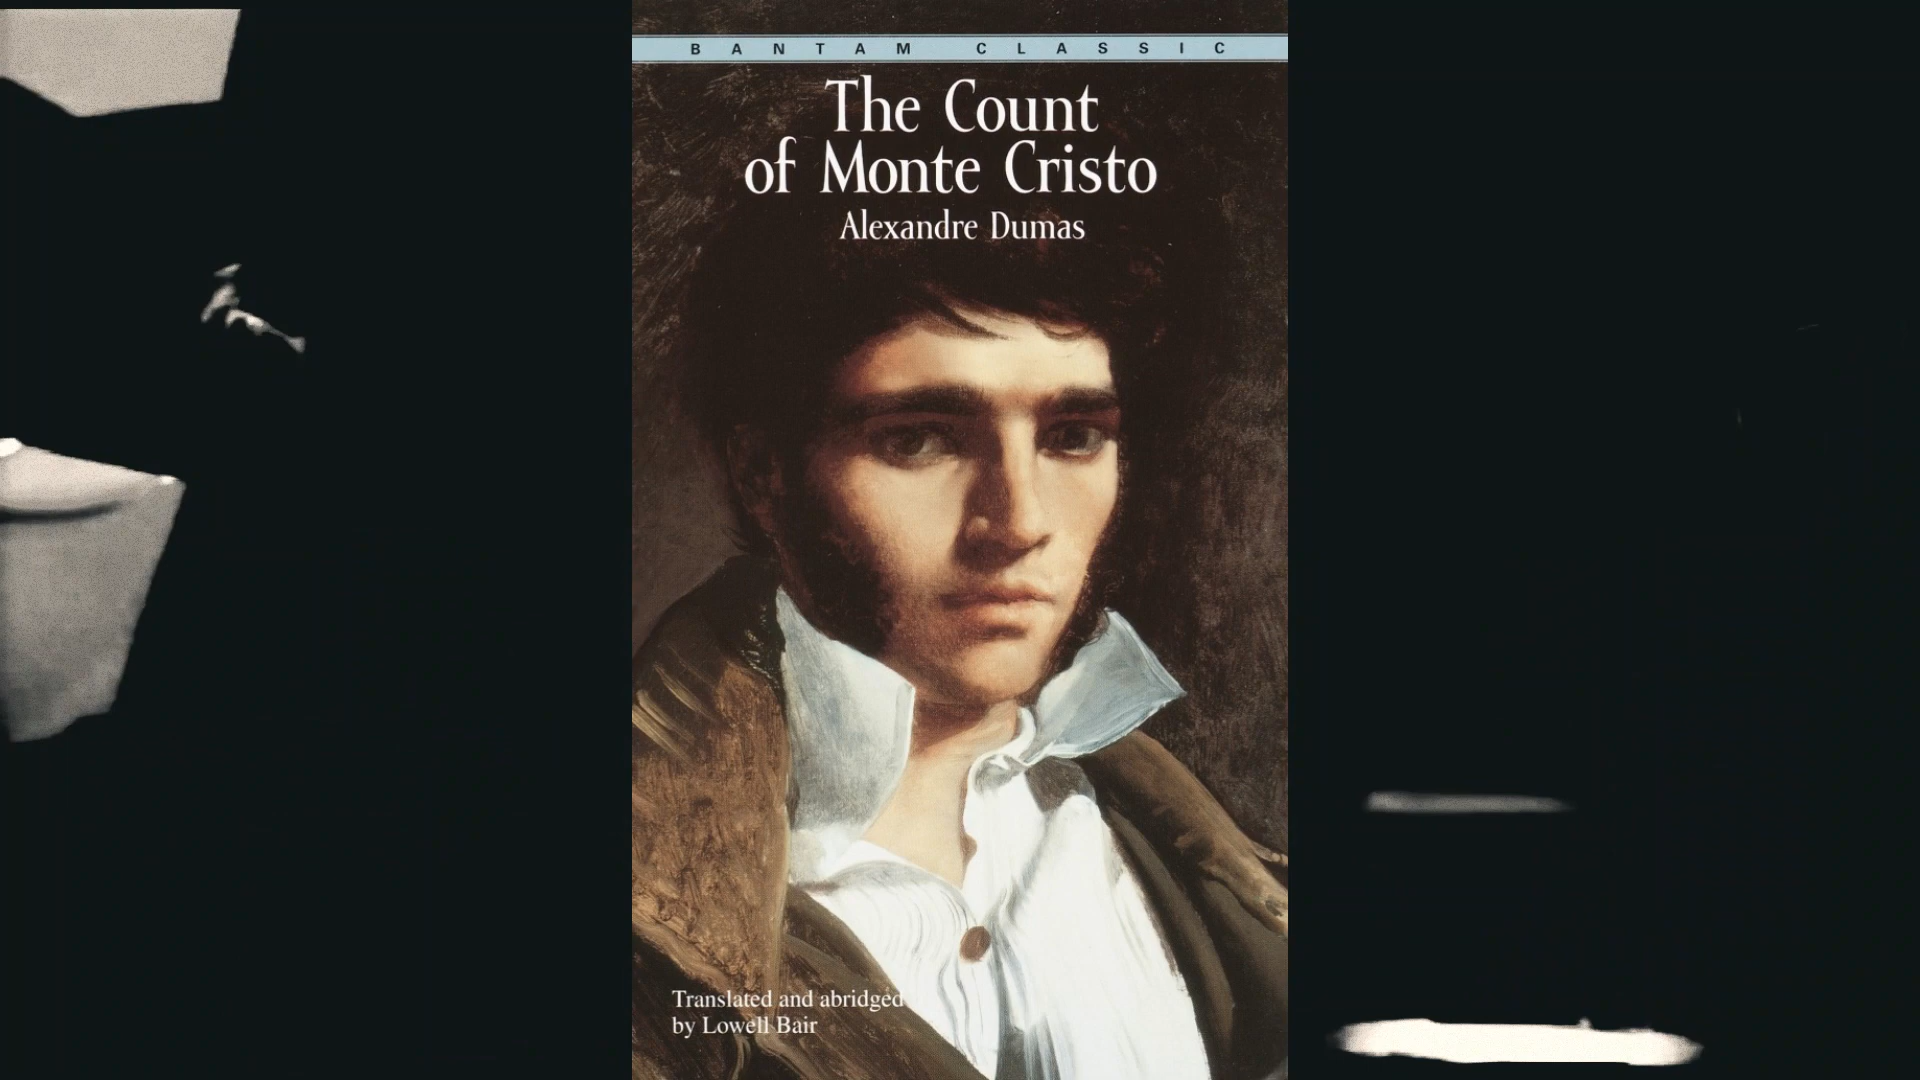 BANTAM CLASSIC
The Count
of Monte Cristo
Alexandre Dumas
Translated and abridged
by Lowell Bair